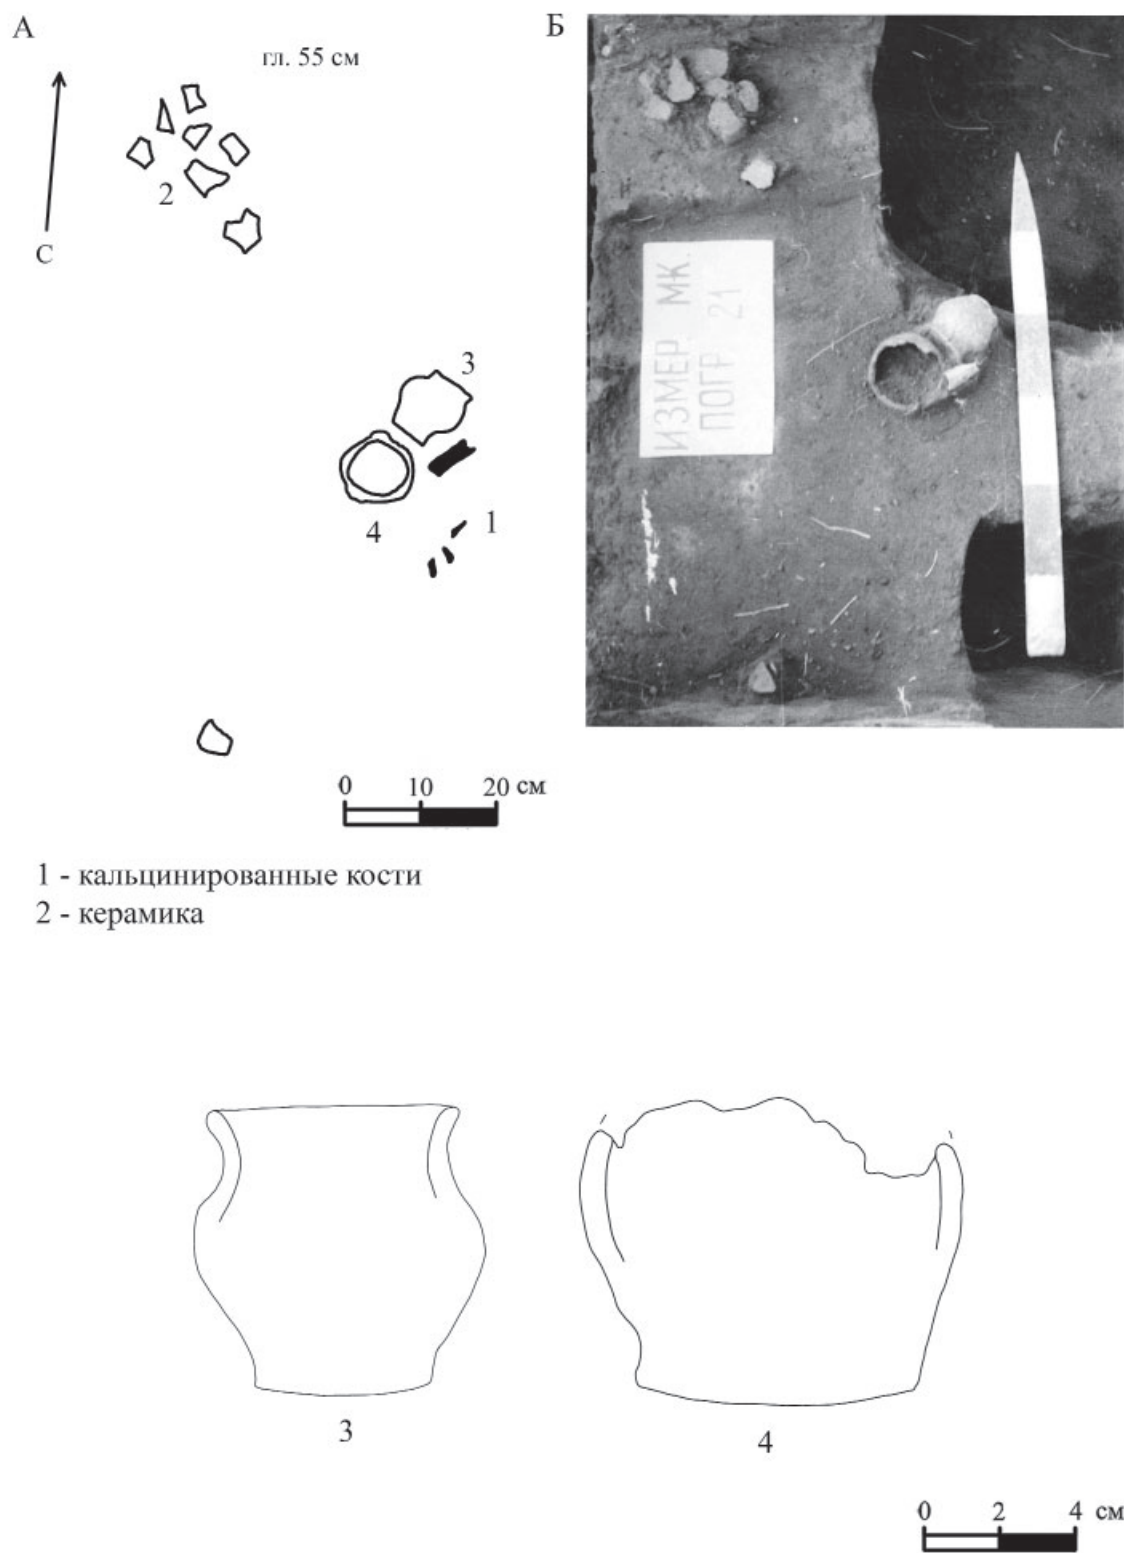 А
Б
гл. 55 см
С
2
3
4
1
ИЗМЕР. МК.
ПОГР 21
0 10 20 см
1 - кальцинированные кости
2 - керамика
3
4
0 2 4 см